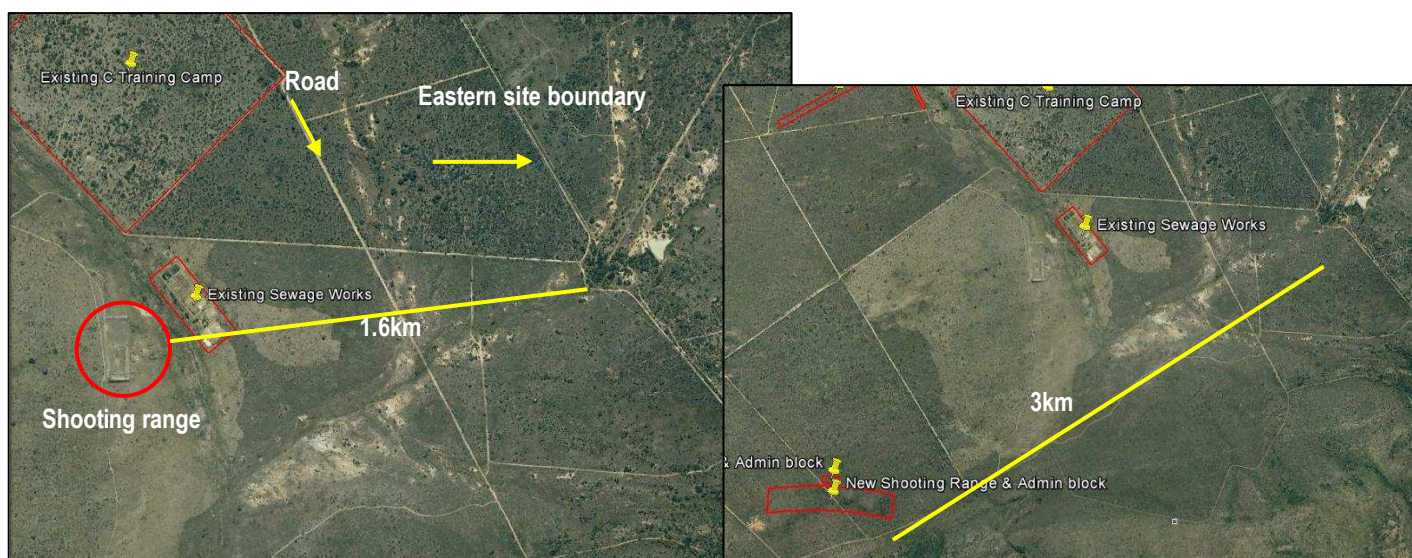 Existing C Training Camp
Road
Eastern site boundary
Existing Sewage Works
1.6km
Shooting range
Existing C Training Camp
Existing Sewage Works
3km
& Admin block
New Shooting Range & Admin block